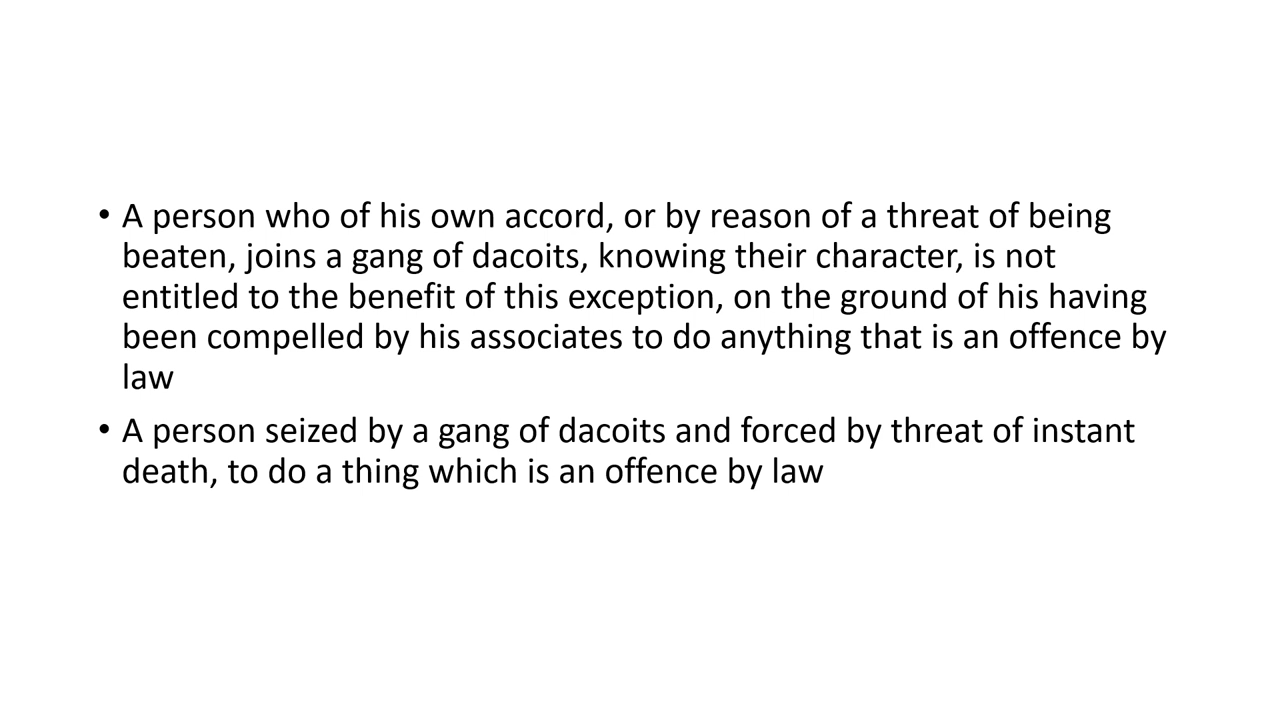 • A person who of his own accord, or by reason of a threat of being
beaten, joins a gang of dacoits, knowing their character, is not
entitled to the benefit of this exception, on the ground of his having
been compelled by his associates to do anything that is an offence by
law
• A person seized by a gang of dacoits and forced by threat of instant
death, to do a thing which is an offence by law